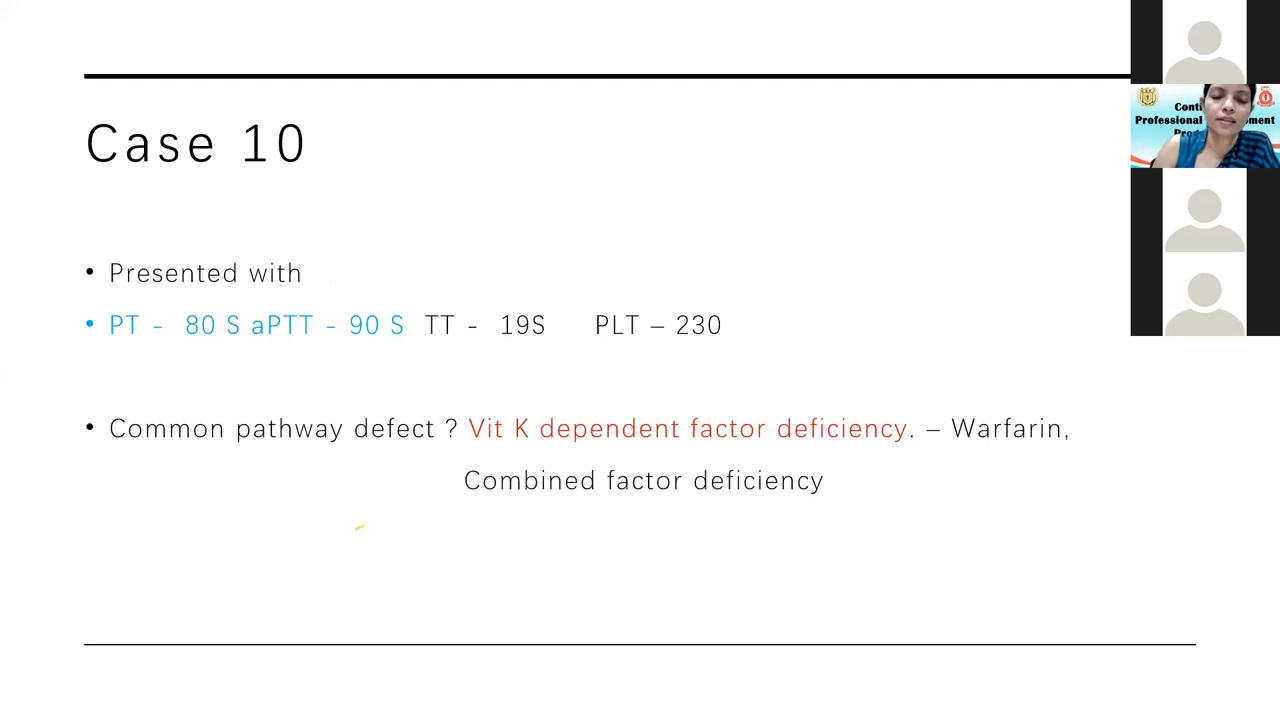 Case 10
• Presented with
• PT - 80 S aPTT - 90 S TT - 19S PLT – 230
• Common pathway defect ? Vit K dependent factor deficiency. – Warfarin,
Combined factor deficiency
Professional